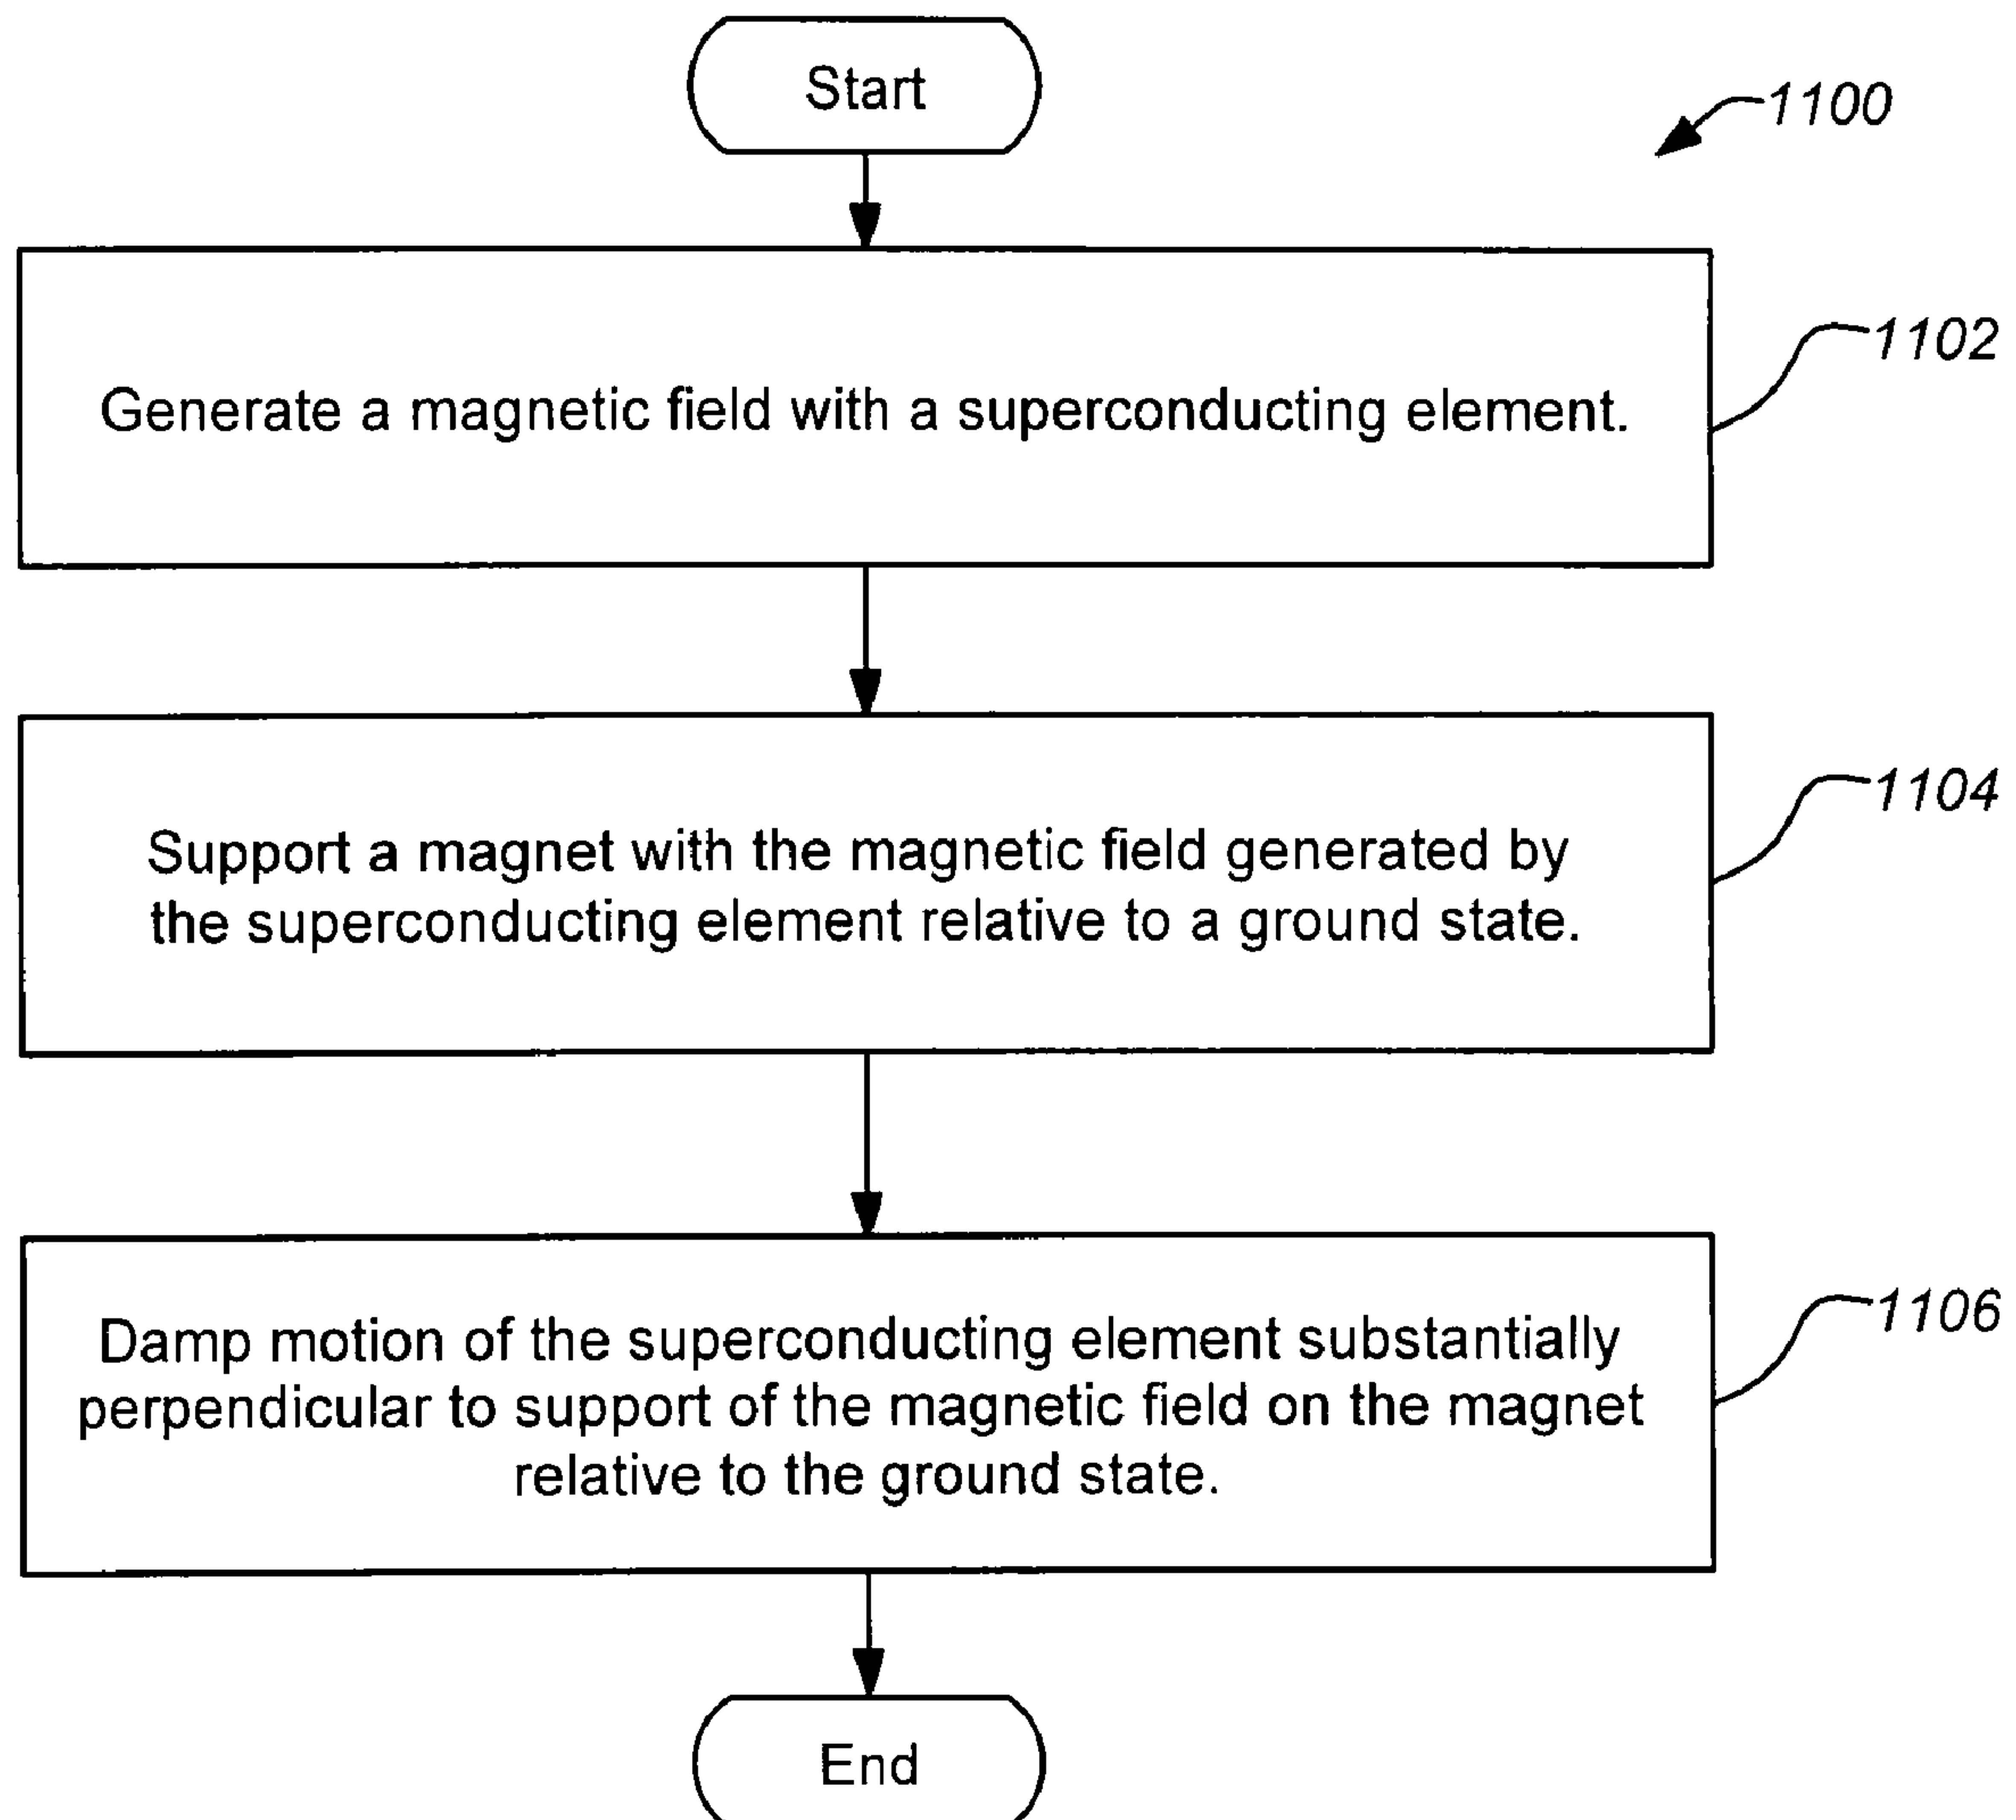 Start
1100
Generate a magnetic field with a superconducting element.
1102
Support a magnet with the magnetic field generated by
the superconducting element relative to a ground state.
1104
Damp motion of the superconducting element substantially
perpendicular to support of the magnetic field on the magnet
relative to the ground state.
1106
End